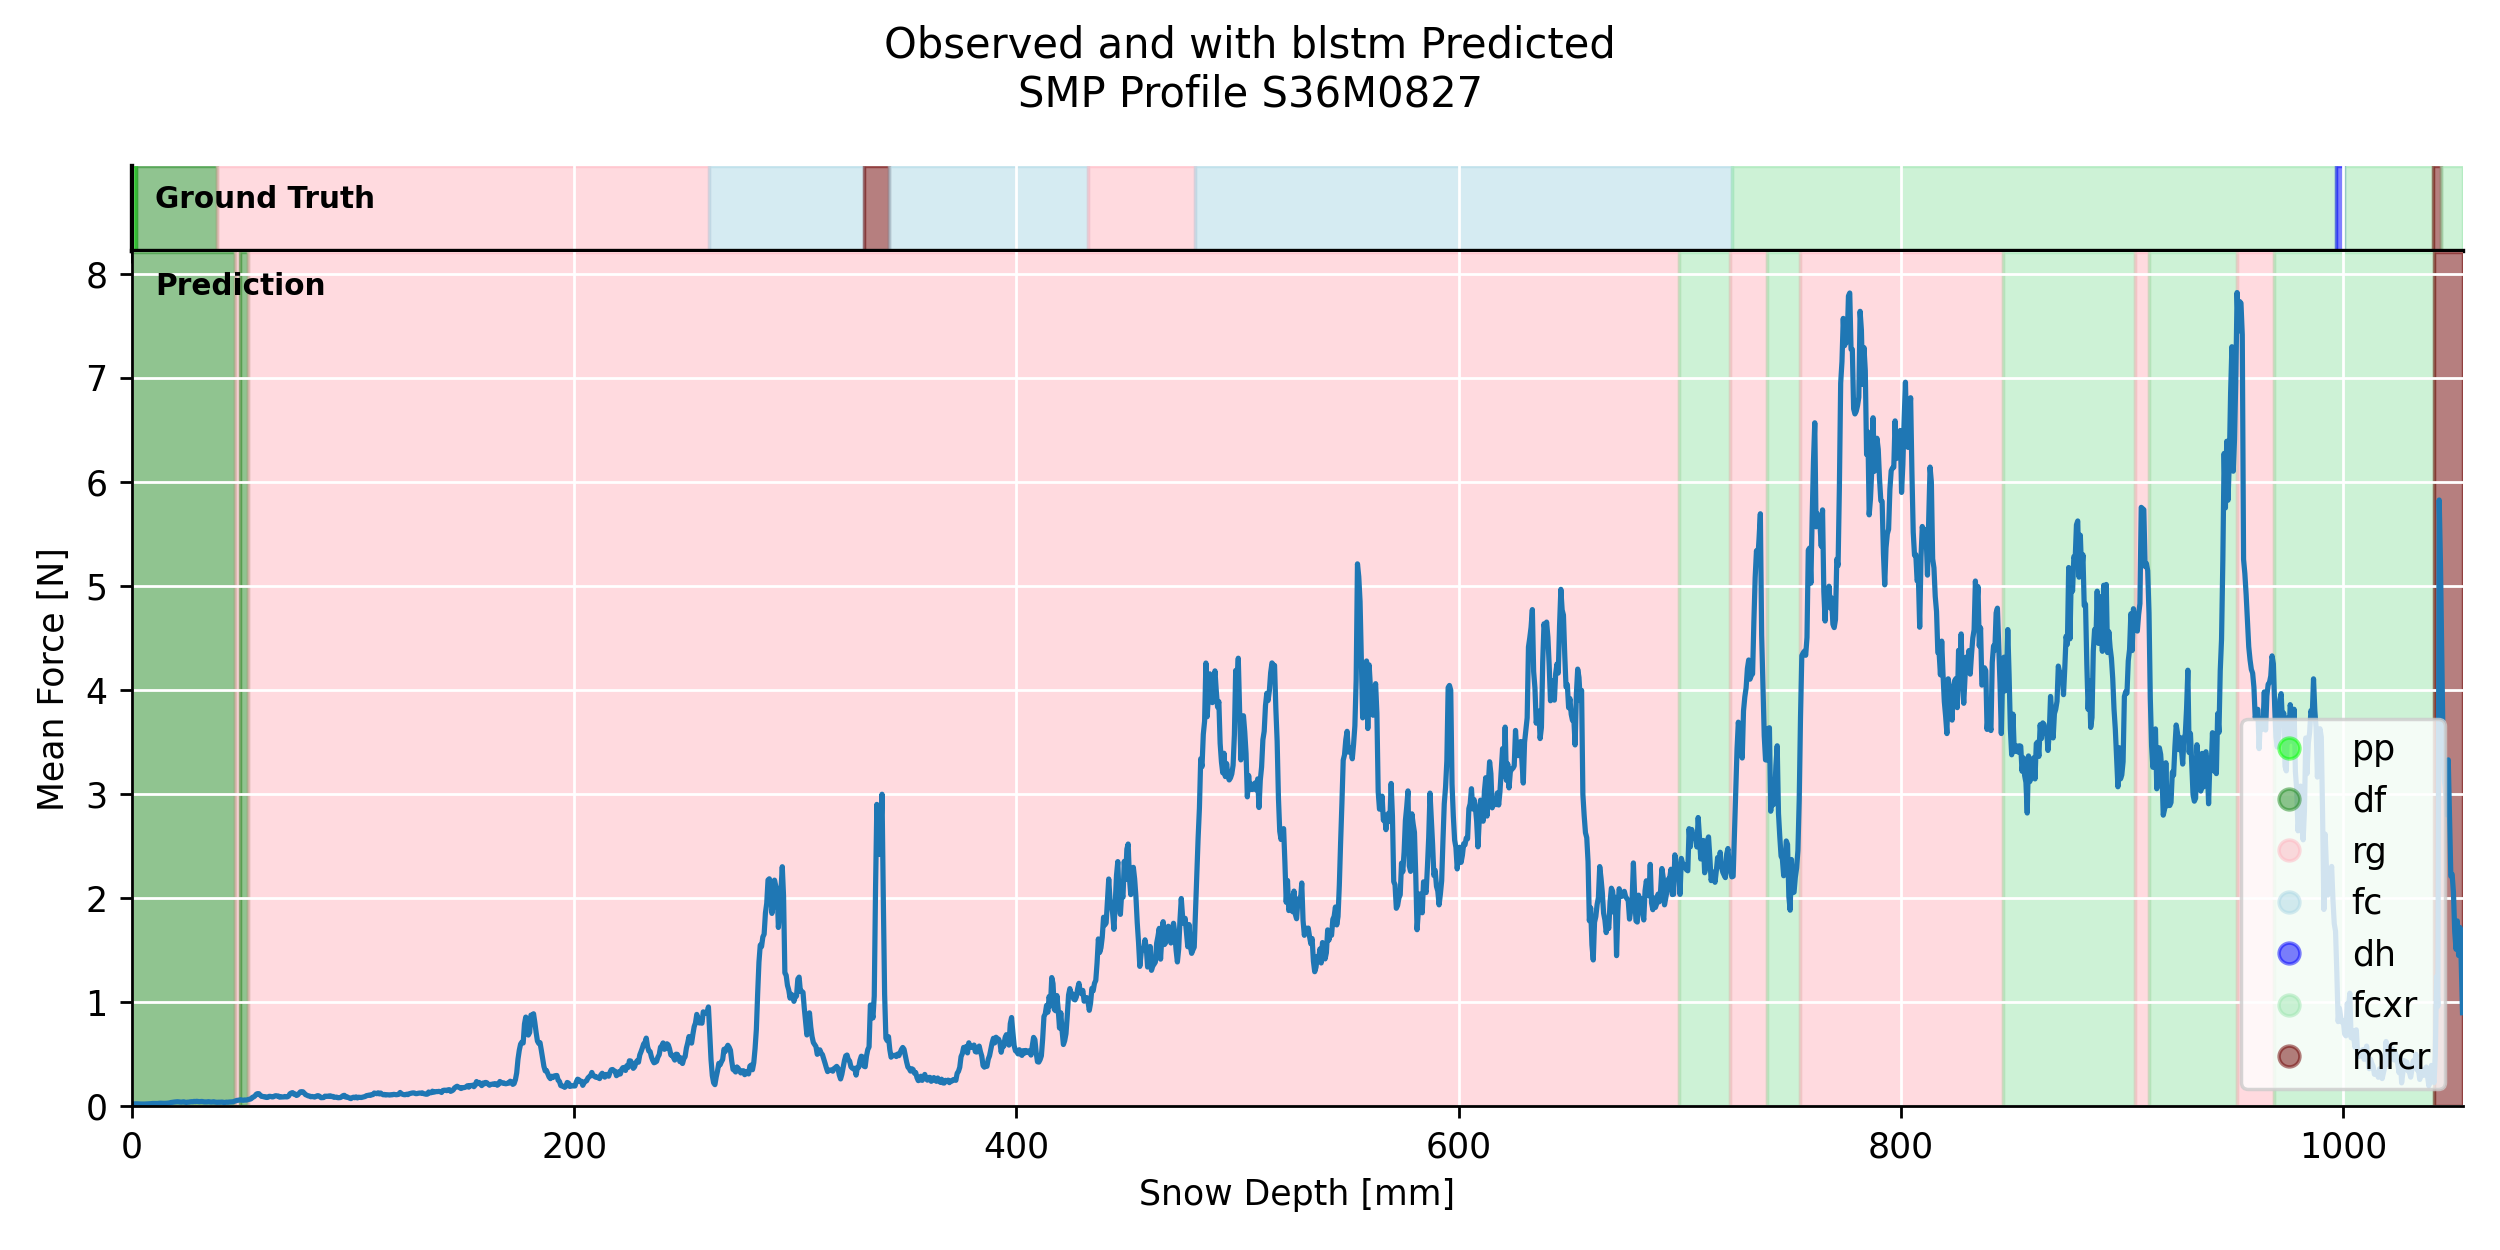 Observed and with blstm Predicted
SMP Profile S36M0827
Ground Truth
Prediction
8
7
6
5
4
3
2
1
0
Mean Force [N]
0 200 400 600 800 1000
Snow Depth [mm]
pp
df
rg
fc
dh
fcxr
mfcr